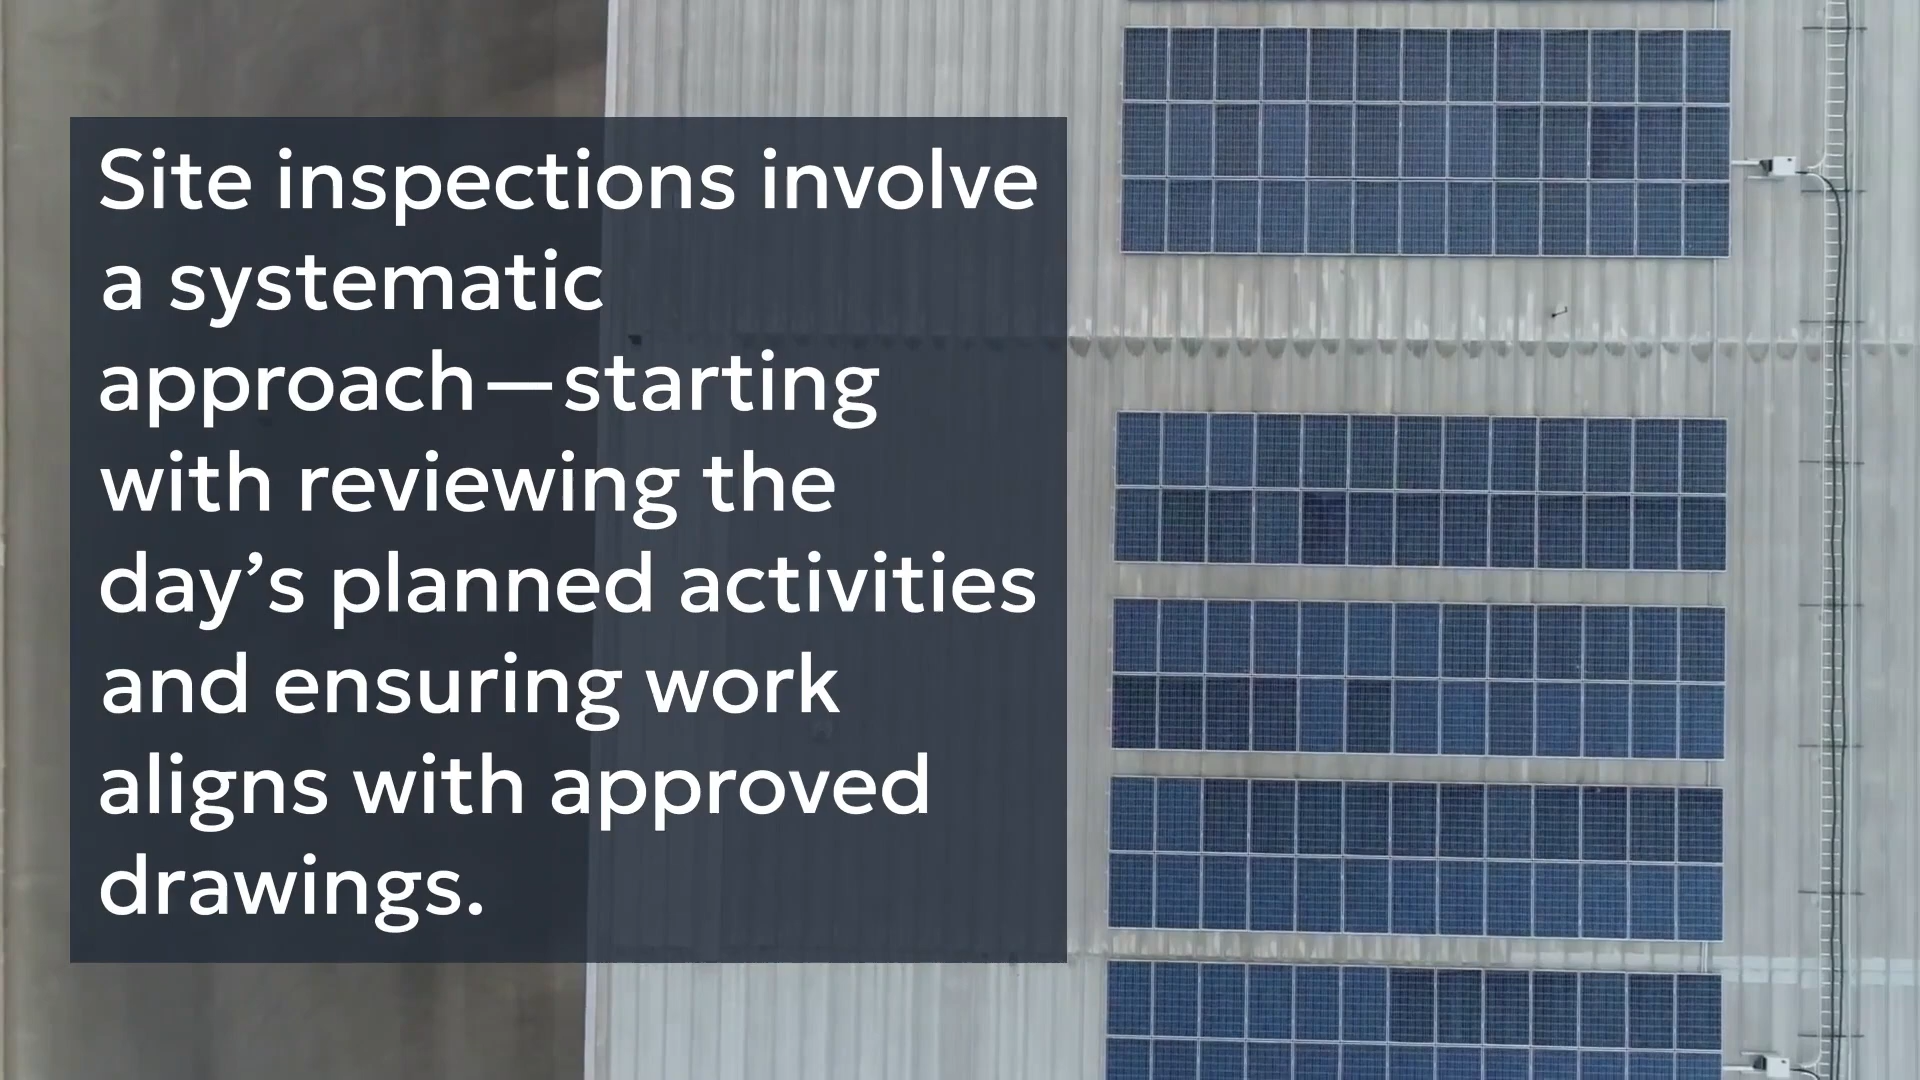 Site inspections involve
a systematic
approach—starting
with reviewing the
day’s planned activities
and ensuring work
aligns with approved
drawings.